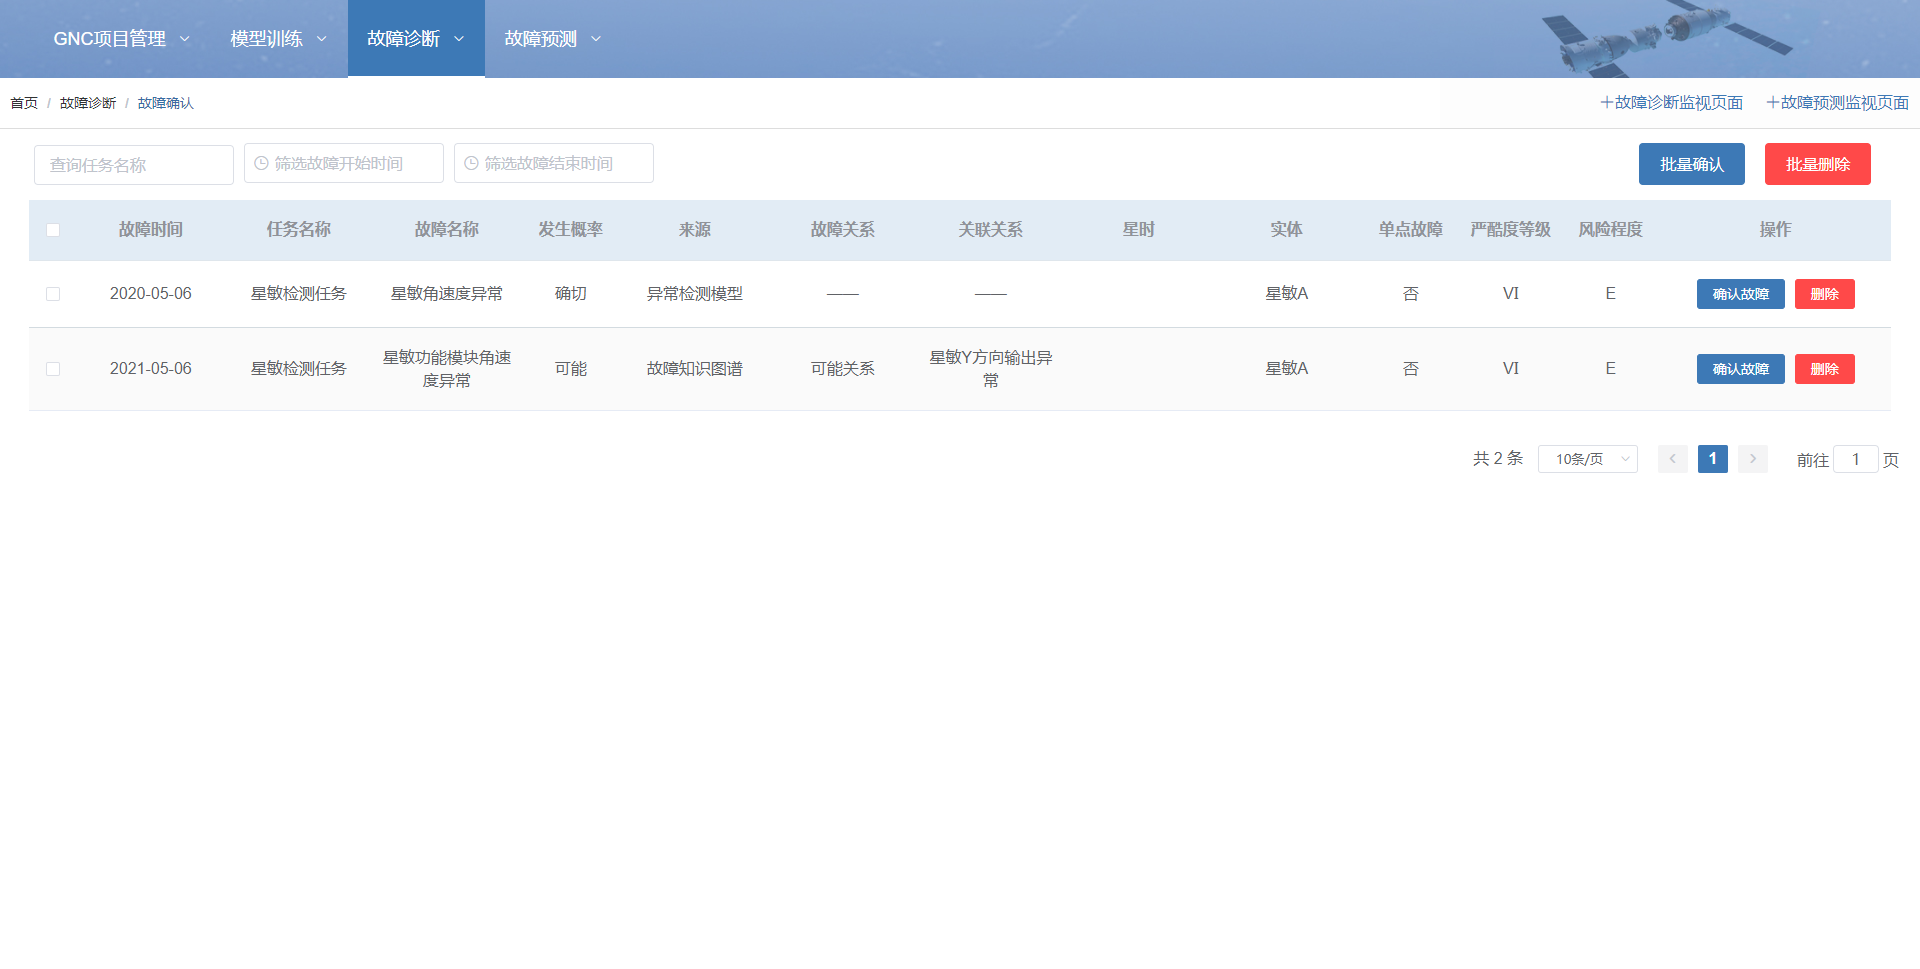 GNC项目管理 模型训练 故障诊断 故障预测
首页 / 故障诊断 / 故障确认 +故障诊断监视页面 +故障预测监视页面
查询任务名称 筛选故障开始时间 筛选故障结束时间 批量确认 批量删除
故障时间 任务名称 故障名称 发生概率 来源 故障关系 关联关系 星时 实体 单点故障 严酷度等级 风险程度 操作
2020-05-06 星敏检测任务 星敏角速度异常 确切 异常检测模型 —— —— 星敏A 否 VI E 确认故障 删除
2021-05-06 星敏检测任务 星敏功能模块角速 可能 故障知识图谱 可能关系 星敏Y方向输出异 星敏A 否 VI E 确认故障 删除
度异常 常
共 2 条 10条/页 1 前往 1 页